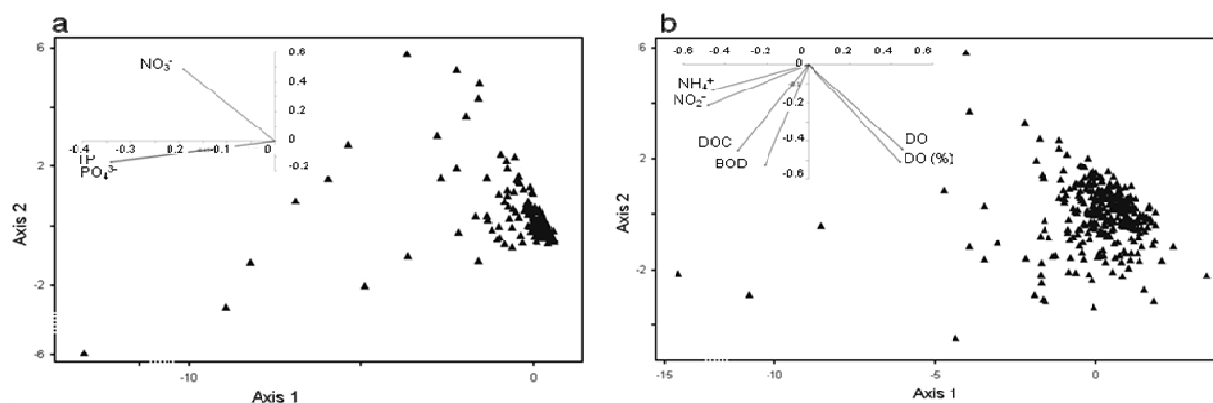 a
b
6
2
-2
-6
Axis 2
-10
0
Axis 1
NO₃⁻
TP
PO₄³⁻
-0.4 -0.3 0.2 -0.1 0
0.6
0.4
0.2
0
-0.2
6
2
-2
Axis 2
-15 -10 -5 0
Axis 1
-0.6 -0.4 -0.2 0 0.2 0.4 0.6
0
-0.2
-0.4
-0.6
NH₄⁺
NO₂⁻
DOC
BOD
DO
DO (%)